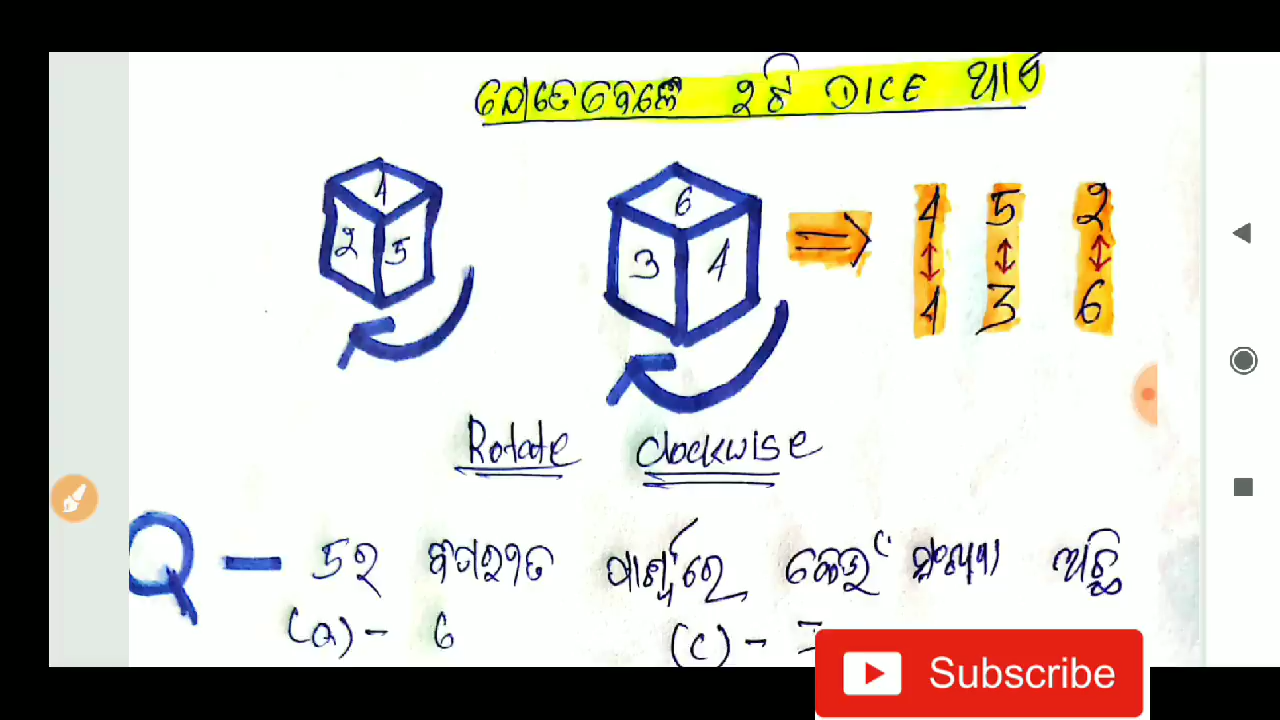 ଯେତେବେଳେ ୨ଟି DICE ଥାଏ
1 6
2 5 3 4
1 5 2
1 3 6
Rotate Clockwise
Q - 5ର ବିପରୀତ ପାର୍ଶ୍ୱରେ କେଉଁ ସଂଖ୍ୟା ଅଛି
(a) - 6 (c) -
Subscribe